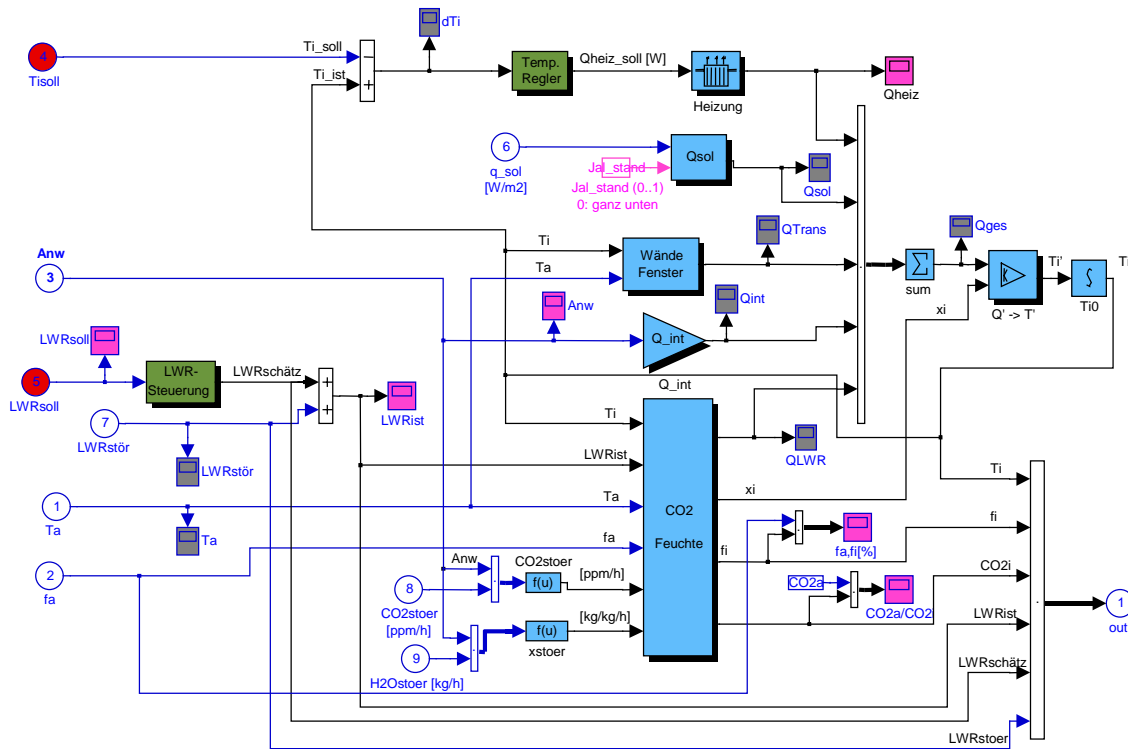 dTi
4
Tisoll
Ti_soll
Ti_ist
−
+
Temp.
Regler
Qheiz_soll [W]
Heizung
Qheiz
6
q_sol
[W/m2]
Jal_stand
Jal_stand (0..1)
0: ganz unten
Qsol
Qsol
Anw
3
Ti
Ta
Wände
Fenster
QTrans
Qges
Σ
sum
xi
K
Q' -> T'
Ti'
∫
Ti0
Ti
Anw
Q_int
Q_int
Qint
LWRsoll
5
LWRsoll
LWR-
Steuerung
LWRschätz
+
+
LWRist
7
LWRstör
LWRstör
1
Ta
Ta
2
fa
Ti
LWRist
Ta
fa
[ppm/h]
[kg/kg/h]
CO2
Feuchte
QLWR
xi
fi
fa,fi[%]
CO2a
CO2a/CO2i
Anw
8
CO2stoer
[ppm/h]
CO2stoer
f(u)
9
H2Ostoer [kg/h]
f(u)
xstoer
Ti
fi
CO2i
LWRist
LWRschätz
LWRstoer
1
out